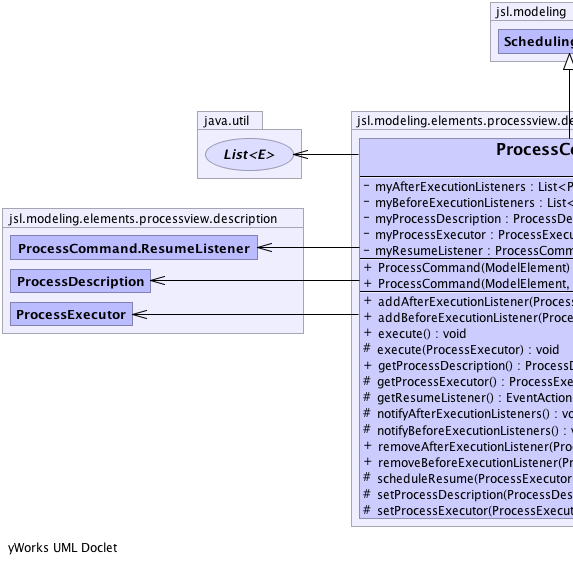 jsl.modeling
Scheduling
java.util
List<E>
jsl.modeling.elements.processview.description
ProcessCommand.ResumeListener
ProcessDescription
ProcessExecutor
jsl.modeling.elements.processview.de
ProcessCo
- myAfterExecutionListeners : List<P
- myBeforeExecutionListeners : List<
- myProcessDescription : ProcessDe
- myProcessExecutor : ProcessExecu
- myResumeListener : ProcessComm
+ ProcessCommand(ModelElement)
+ ProcessCommand(ModelElement,
+ addAfterExecutionListener(Process
+ addBeforeExecutionListener(Proce
+ execute() : void
# execute(ProcessExecutor) : void
+ getProcessDescription() : ProcessD
# getProcessExecutor() : ProcessExe
# getResumeListener() : EventAction
# notifyAfterExecutionListeners() : vo
# notifyBeforeExecutionListeners() : v
+ removeAfterExecutionListener(Pro
+ removeBeforeExecutionListener(Pr
# scheduleResume(ProcessExecutor
# setProcessDescription(ProcessDes
# setProcessExecutor(ProcessExecut
yWorks UML Doclet